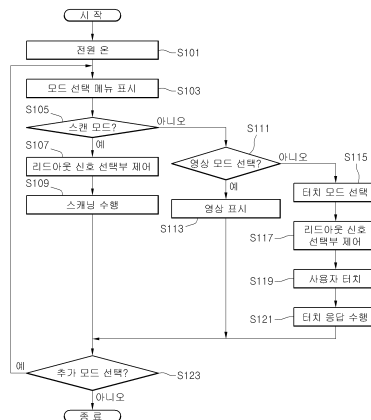 시 작
전원 온
S101
모드 선택 메뉴 표시
S103
S105
스캔 모드?
아니오
예
S107
리드아웃 신호 선택부 제어
S109
스캐닝 수행
S111
영상 모드 선택?
아니오
예
영상 표시
S113
S115
터치 모드 선택
리드아웃 신호
선택부 제어
S117
사용자 터치
S119
터치 응답 수행
S121
예
추가 모드 선택?
S123
아니오
종 료